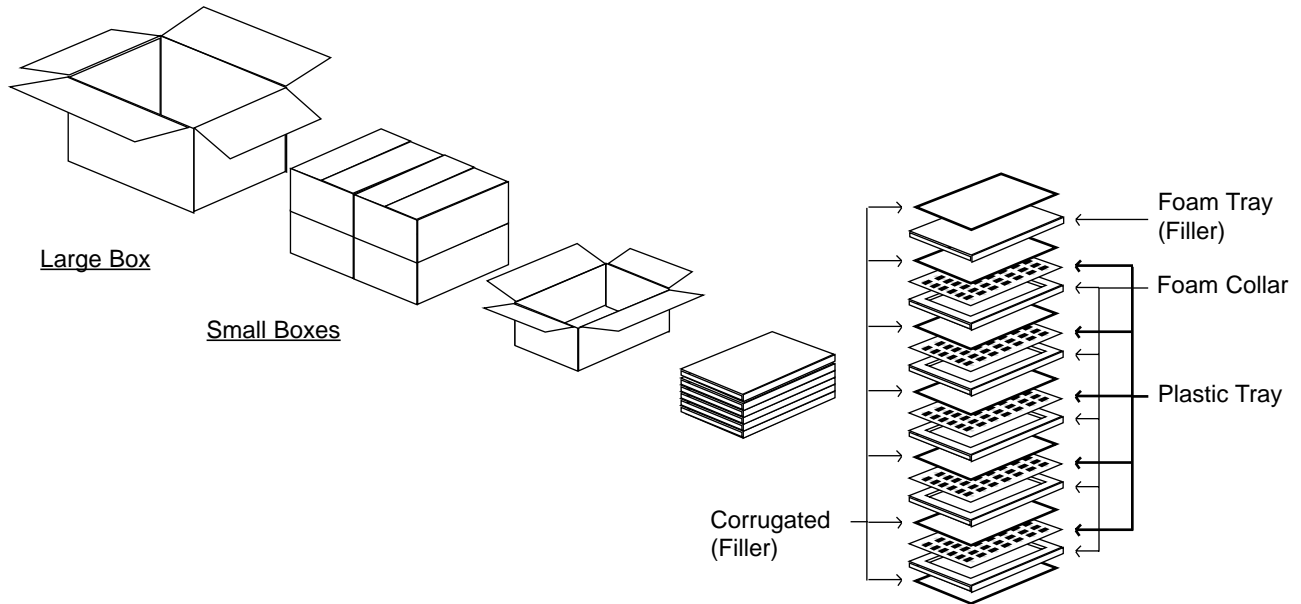 Large Box
Small Boxes
Foam Tray
(Filler)
Foam Collar
Plastic Tray
Corrugated
(Filler)